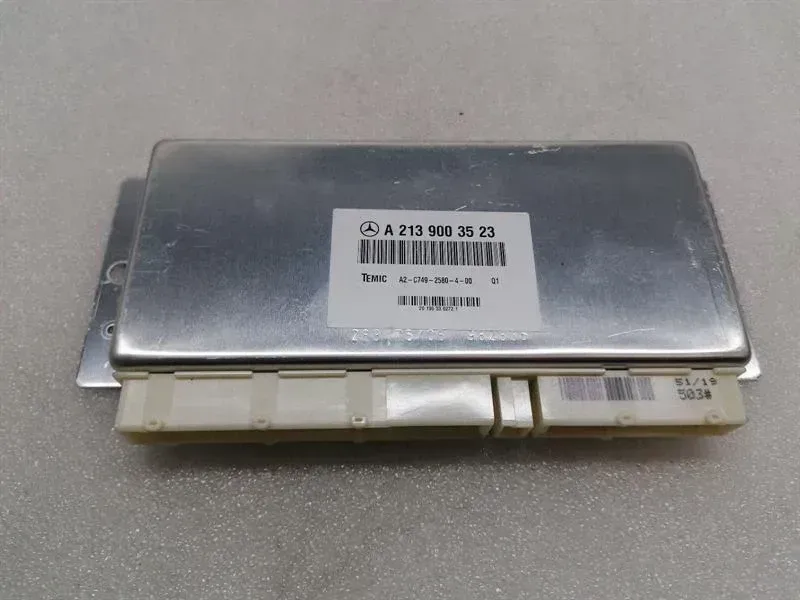 A 213 900 35 23
TEMIC A2-C749-2580-4-00 Q1
51/19
503#